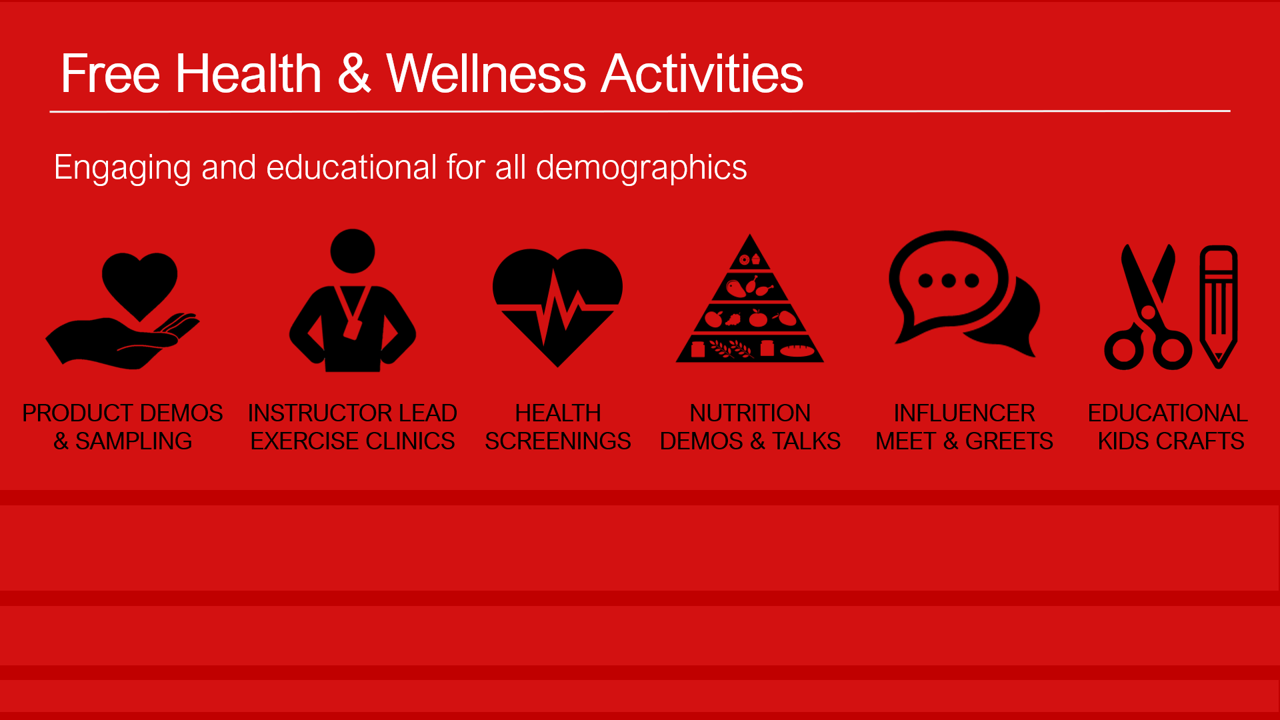 Free Health & Wellness Activities
Engaging and educational for all demographics
PRODUCT DEMOS
& SAMPLING
INSTRUCTOR LEAD
EXERCISE CLINICS
HEALTH
SCREENINGS
NUTRITION
DEMOS & TALKS
INFLUENCER
MEET & GREETS
EDUCATIONAL
KIDS CRAFTS